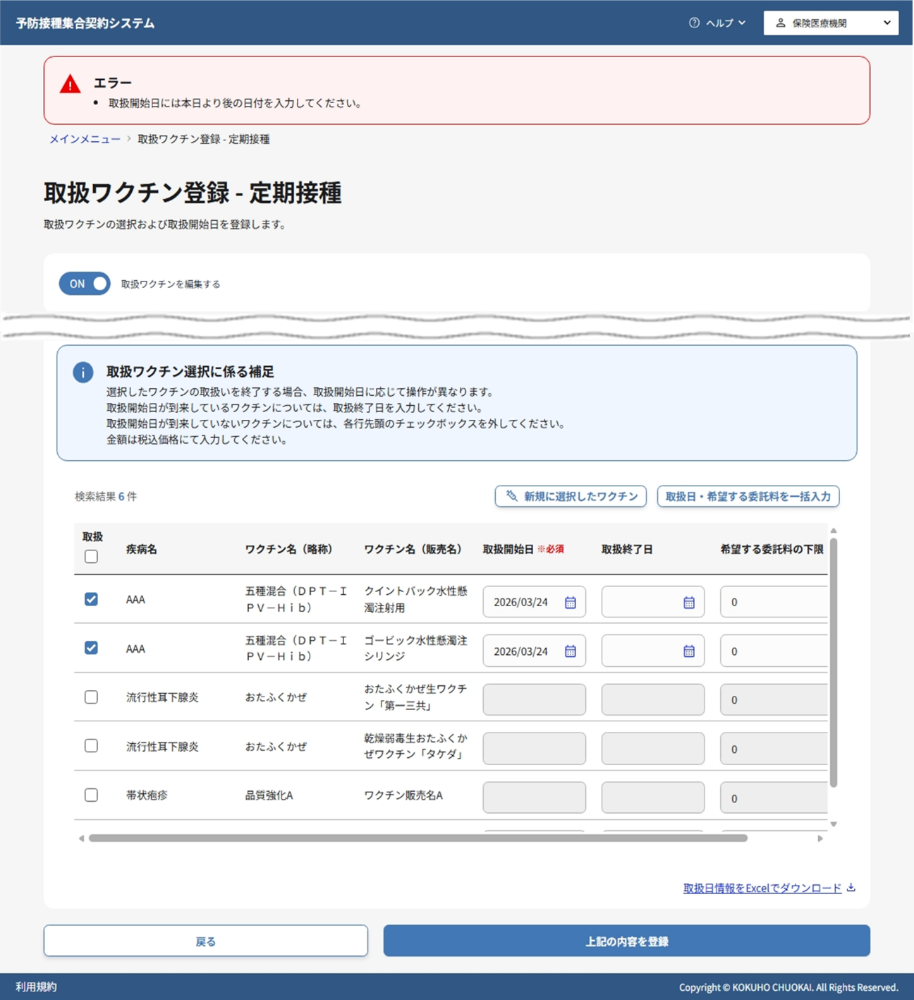 予防接種集合契約システム
ヘルプ
保険医療機関
エラー
取扱開始日には本日より後の日付を入力してください。
メインメニュー > 取扱ワクチン登録 - 定期接種
取扱ワクチン登録 - 定期接種
取扱ワクチンの選択および取扱開始日を登録します。
ON 取扱ワクチンを編集する
取扱ワクチン選択に係る補足
選択したワクチンの取扱いを終了する場合、取扱開始日に応じて操作が異なります。
取扱開始日が到来しているワクチンについては、取扱終了日を入力してください。
取扱開始日が到来していないワクチンについては、各行先頭のチェックボックスを外してください。
金額は税込価格にて入力してください。
検索結果 6 件
新規に選択したワクチン
取扱日・希望する委託料を一括入力
取扱
疾病名
ワクチン名（略称）
ワクチン名（販売名）
取扱開始日 ※必須
取扱終了日
希望する委託料の下限
AAA
五種混合（ＤＰＴ－Ｉ
ＰＶ－Ｈｉｂ）
クイントバック水性懸
濁注射用
2026/03/24
0
AAA
五種混合（ＤＰＴ－Ｉ
ＰＶ－Ｈｉｂ）
ゴービック水性懸濁注
シリンジ
2026/03/24
0
流行性耳下腺炎
おたふくかぜ
おたふくかぜ生ワクチ
ン「第一三共」
0
流行性耳下腺炎
おたふくかぜ
乾燥弱毒生おたふくか
ぜワクチン「タケダ」
0
帯状疱疹
品質強化A
ワクチン販売名A
0
取扱日情報をExcelでダウンロード
戻る
上記の内容を登録
利用規約
Copyright © KOKUHO CHUOKAI. All Rights Reserved.